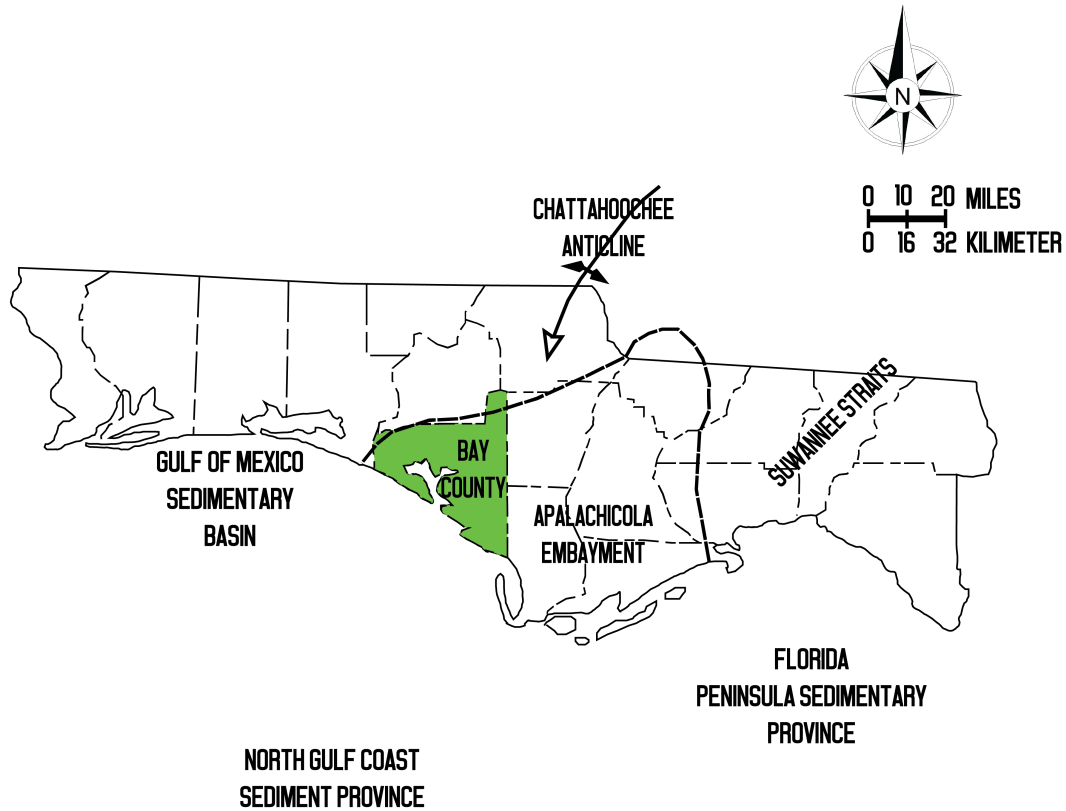 N
0 10 20 MILES
0 16 32 KILIMETER
CHATTAHOOCHEE
ANTICLINE
SUWANNEE STRAITS
BAY
COUNTY
GULF OF MEXICO
SEDIMENTARY
BASIN
APALACHICOLA
EMBAYMENT
FLORIDA
PENINSULA SEDIMENTARY
PROVINCE
NORTH GULF COAST
SEDIMENT PROVINCE